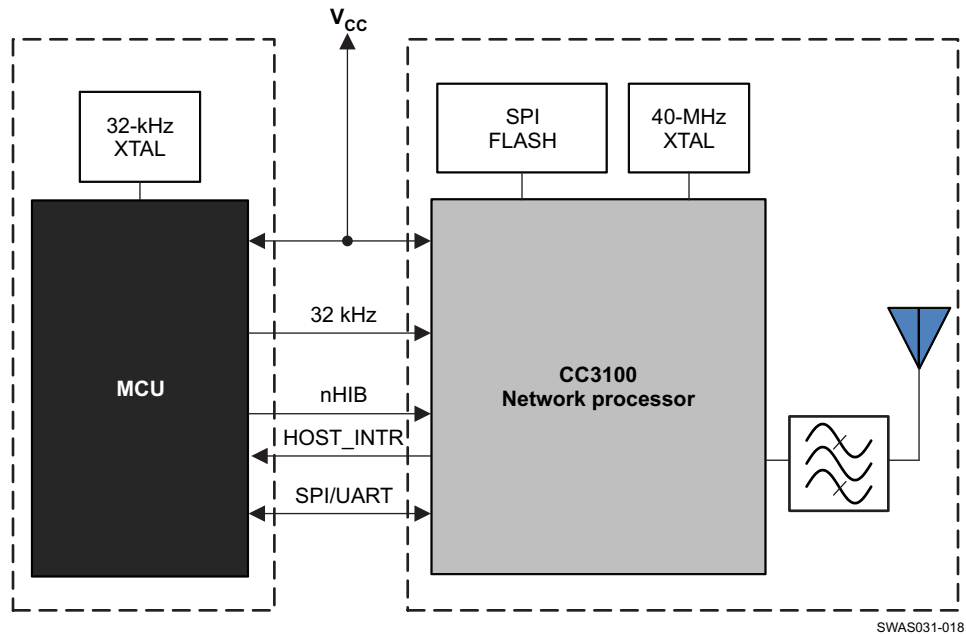 VCC
32-kHz
XTAL
SPI
FLASH
40-MHz
XTAL
32 kHz
MCU
CC3100
Network processor
nHIB
HOST_INTR
SPI/UART
SWAS031-018